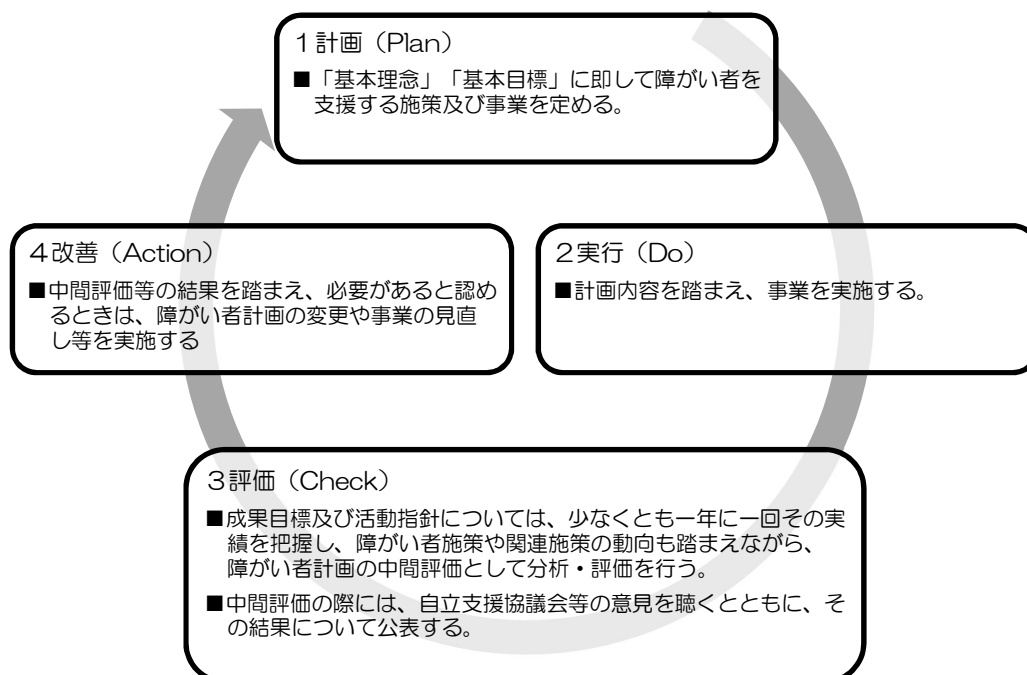 1計画（Plan）
■「基本理念」「基本目標」に即して障がい者を
支援する施策及び事業を定める。
4改善（Action）
■中間評価等の結果を踏まえ、必要があると認め
るときは、障がい者計画の変更や事業の見直
し等を実施する
2実行（Do）
■計画内容を踏まえ、事業を実施する。
3評価（Check）
■成果目標及び活動指針については、少なくとも一年に一回その実
績を把握し、障がい者施策や関連施策の動向も踏まえながら、
障がい者計画の中間評価として分析・評価を行う。
■中間評価の際には、自立支援協議会等の意見を聴くとともに、そ
の結果について公表する。